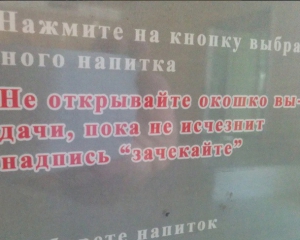 Нажмите на кнопку выбра
ного напитка
Не открывайте окошко вы-
дачи, пока не исчезнит
надпись “зачекайте”
напиток